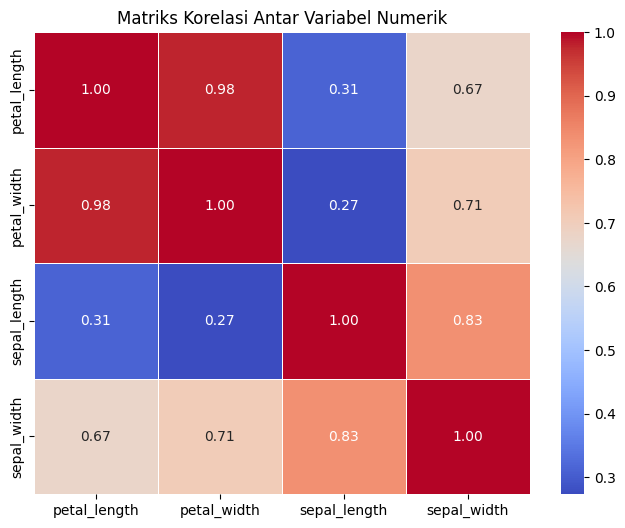 Matriks Korelasi Antar Variabel Numerik
petal_length
1.00
0.98
0.31
0.67
petal_width
0.98
1.00
0.27
0.71
sepal_length
0.31
0.27
1.00
0.83
sepal_width
0.67
0.71
0.83
1.00
petal_length
petal_width
sepal_length
sepal_width
1.0
0.9
0.8
0.7
0.6
0.5
0.4
0.3